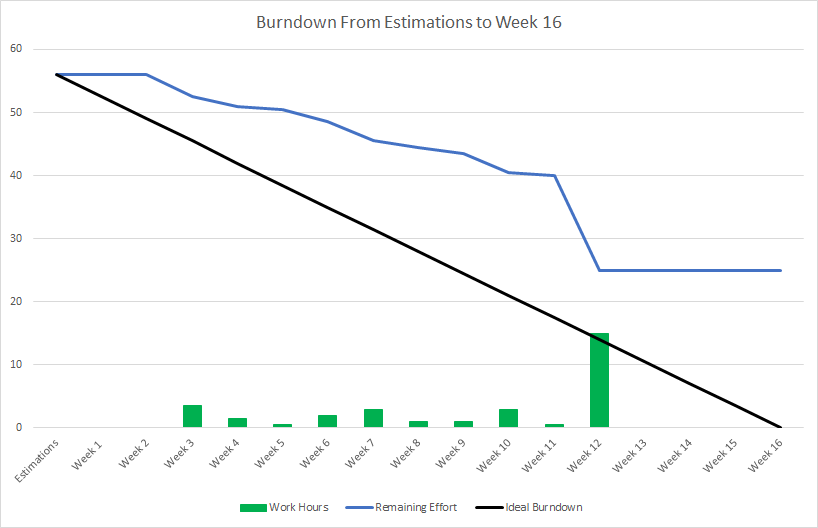 Burndown From Estimations to Week 16
60
50
40
30
20
10
0
Estimations
Week 1
Week 2
Week 3
Week 4
Week 5
Week 6
Week 7
Week 8
Week 9
Week 10
Week 11
Week 12
Week 13
Week 14
Week 15
Week 16
Work Hours Remaining Effort Ideal Burndown